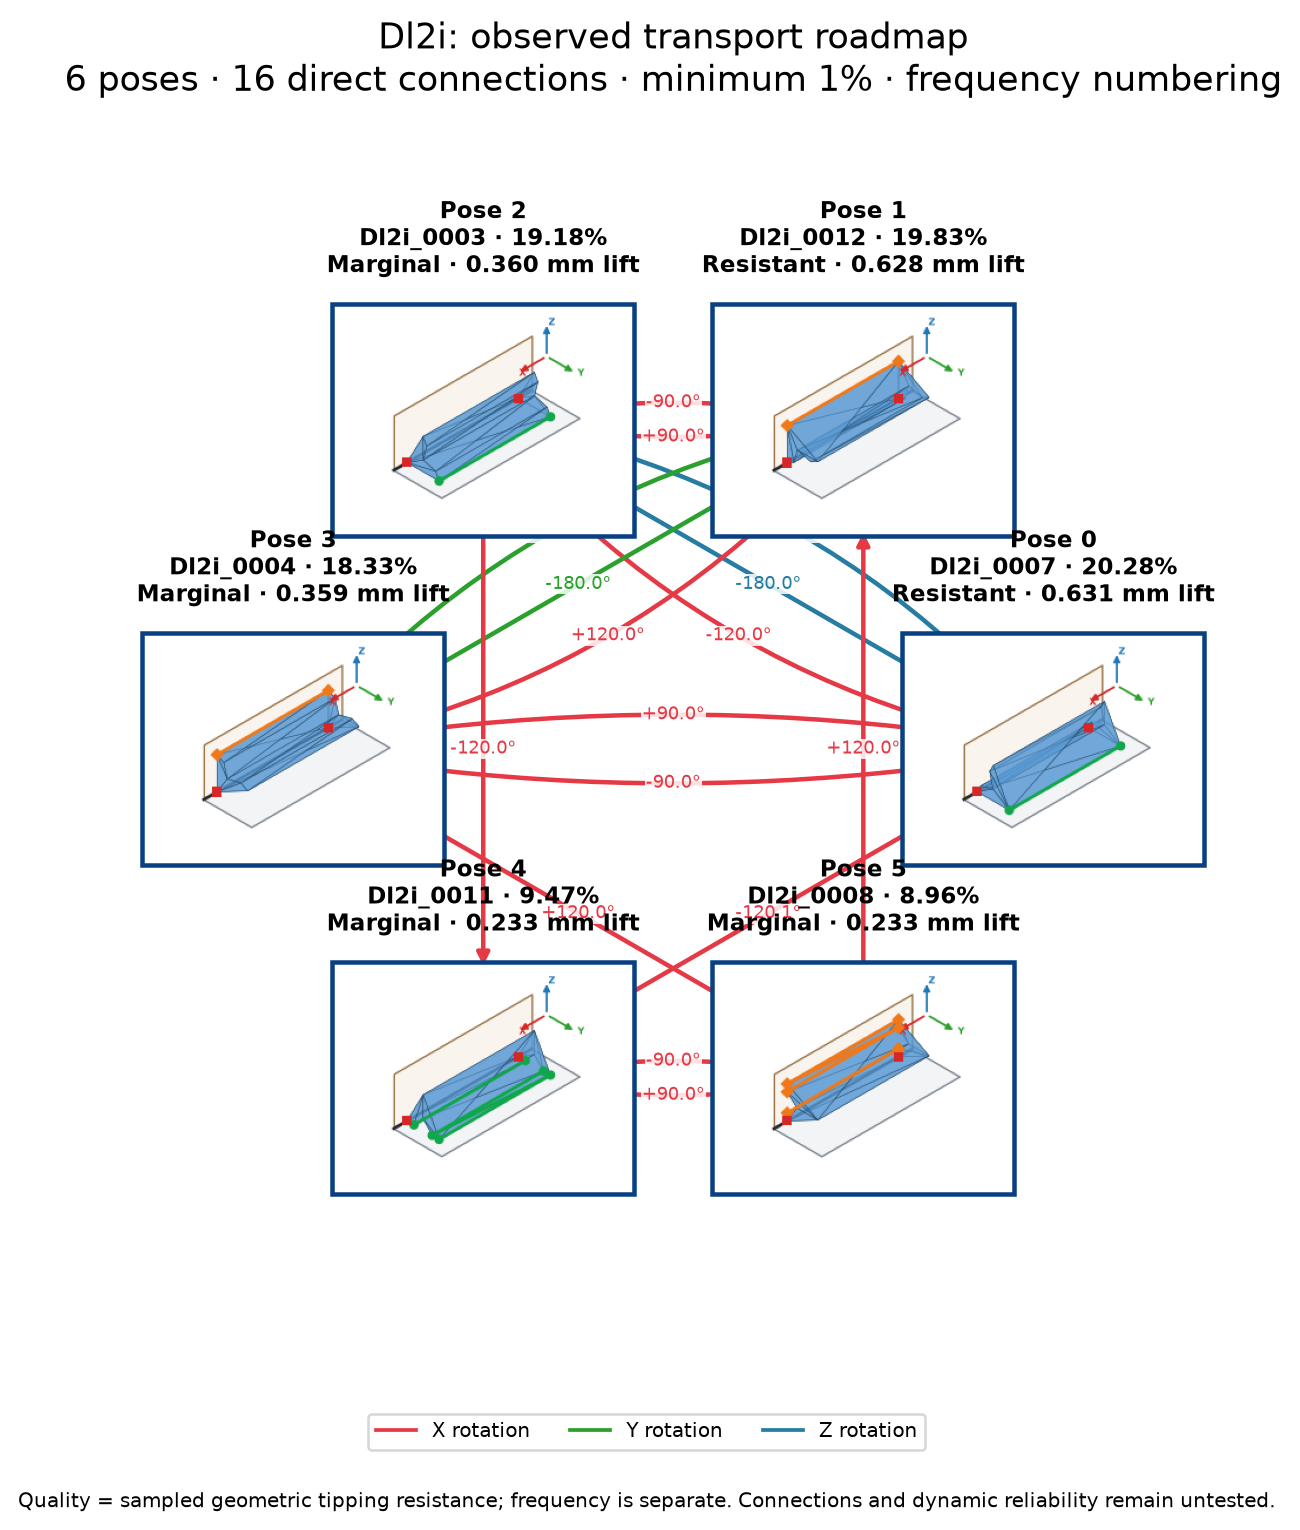 Dl2i: observed transport roadmap
6 poses · 16 direct connections · minimum 1% · frequency numbering
Pose 2
Dl2i_0003 · 19.18%
Marginal · 0.360 mm lift
Pose 1
Dl2i_0012 · 19.83%
Resistant · 0.628 mm lift
Z
X
Y
Z
X
Y
-90.0°
+90.0°
Pose 3
Dl2i_0004 · 18.33%
Marginal · 0.359 mm lift
-180.0°
-180.0°
Pose 0
Dl2i_0007 · 20.28%
Resistant · 0.631 mm lift
+120.0°
-120.0°
Z
X
Y
Z
X
Y
+90.0°
-120.0°
+120.0°
-90.0°
Pose 4
Dl2i_0011 · 9.47%
Marginal · 0.233 mm lift
+120.0°
Pose 5
Dl2i_0008 · 8.96%
Marginal · 0.233 mm lift
-120.1°
Z
X
Y
Z
X
Y
-90.0°
+90.0°
X rotation
Y rotation
Z rotation
Quality = sampled geometric tipping resistance; frequency is separate. Connections and dynamic reliability remain untested.